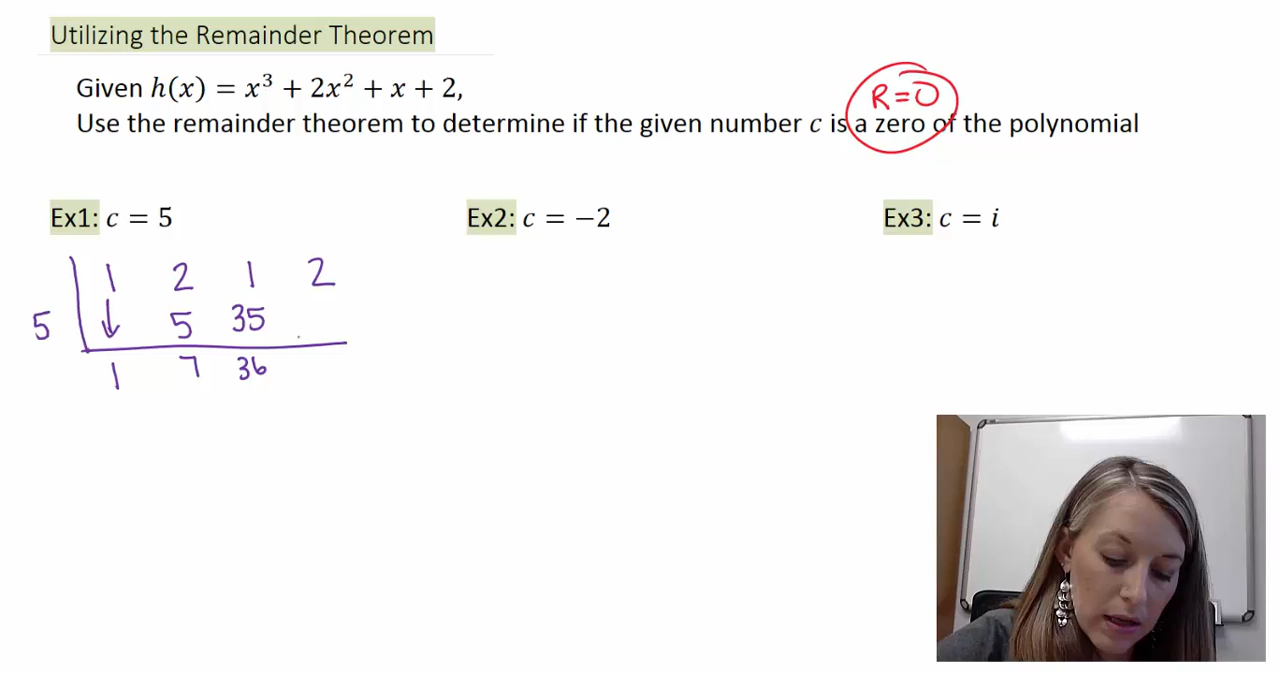 Utilizing the Remainder Theorem
Given h(x) = x³ + 2x² + x + 2,
R=0
Use the remainder theorem to determine if the given number c is a zero of the polynomial
Ex1: c = 5
Ex2: c = −2
Ex3: c = i
1 2 1 2
5 ↓ 5 35
1 7 36